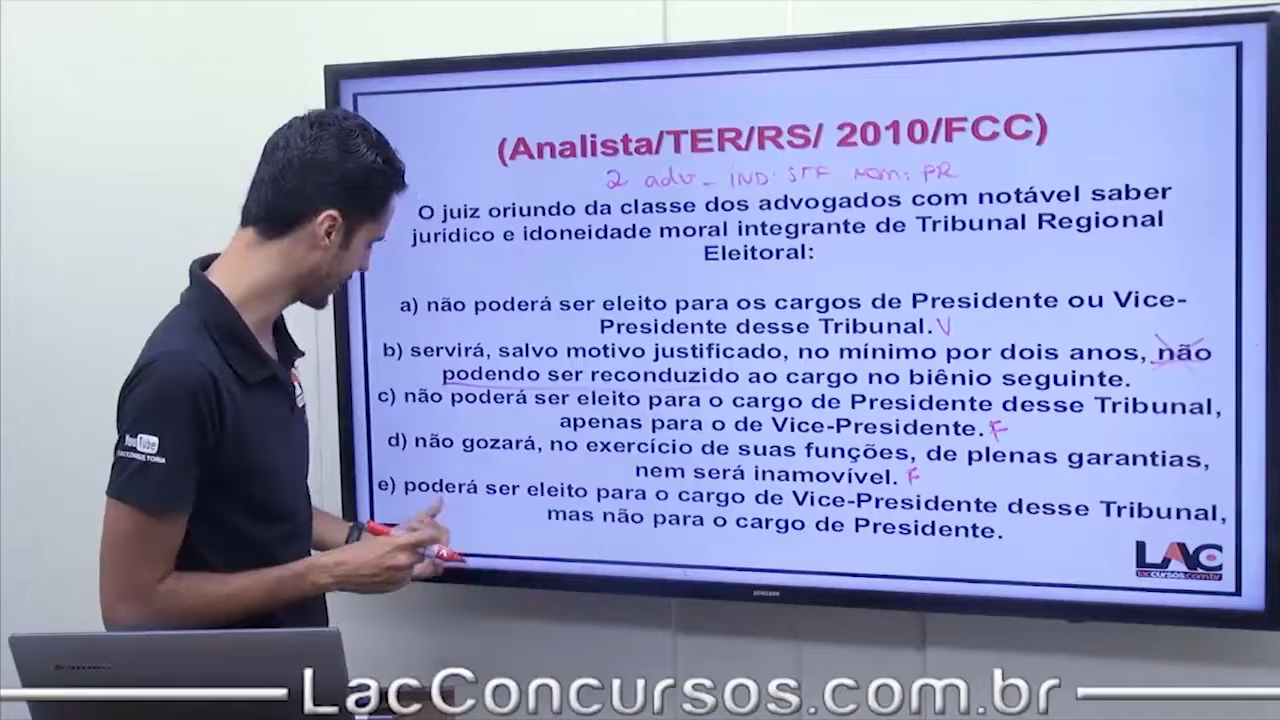 (Analista/TER/RS/ 2010/FCC)
2 adv - IND: STF nom: PR
O juiz oriundo da classe dos advogados com notável saber
jurídico e idoneidade moral integrante de Tribunal Regional
Eleitoral:
a) não poderá ser eleito para os cargos de Presidente ou Vice-
Presidente desse Tribunal. V
b) servirá, salvo motivo justificado, no mínimo por dois anos, não
podendo ser reconduzido ao cargo no biênio seguinte.
c) não poderá ser eleito para o cargo de Presidente desse Tribunal,
apenas para o de Vice-Presidente. F
d) não gozará, no exercício de suas funções, de plenas garantias,
nem será inamovível. F
e) poderá ser eleito para o cargo de Vice-Presidente desse Tribunal,
mas não para o cargo de Presidente.
LAC
laccursos.com.br
SAMSUNG
YouTube
LacConcursos.com.br